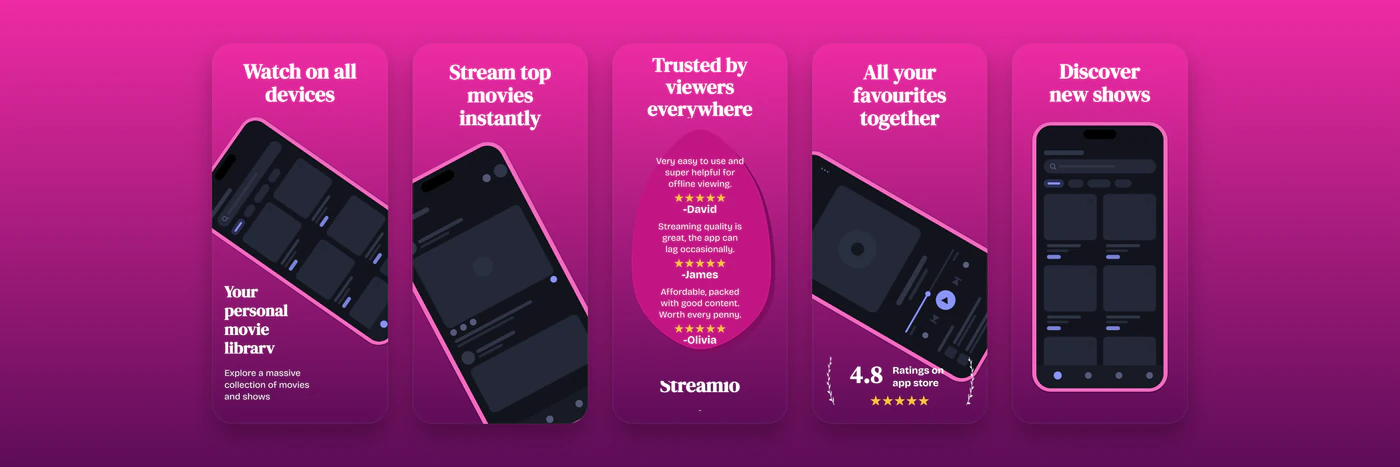 Watch on all
devices
Your
personal
movie
library
Explore a massive
collection of movies
and shows
Stream top
movies
instantly
Trusted by
viewers
everywhere
Very easy to use and
super helpful for
offline viewing.
-David
Streaming quality is
great, the app can
lag occasionally.
-James
Affordable, packed
with good content.
Worth every penny.
-Olivia
Streamio
All your
favourites
together
4.8
Ratings on
app store
Discover
new shows